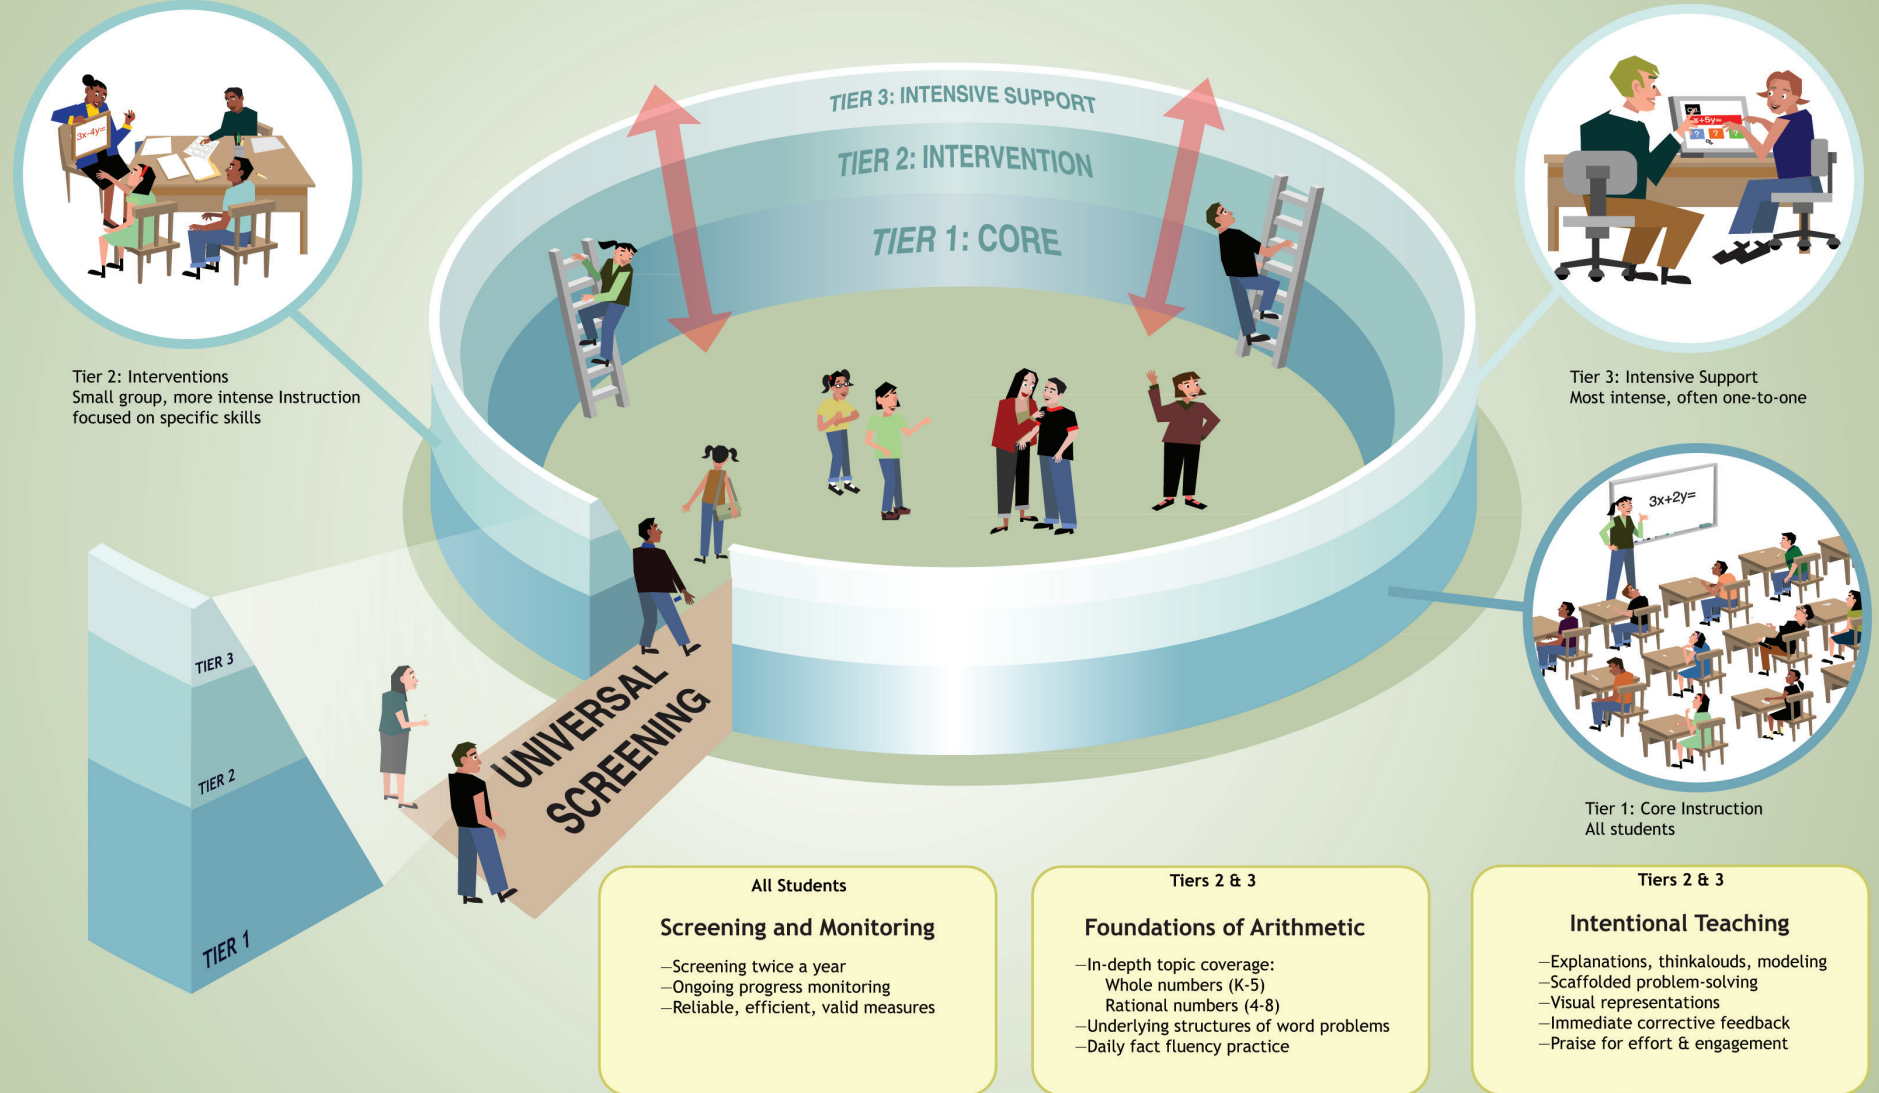 TIER 3: INTENSIVE SUPPORT
TIER 2: INTERVENTION
TIER 1: CORE
3x-4y=
Tier 2: Interventions
Small group, more intense Instruction
focused on specific skills
x+5y=
? ? ?
Tier 3: Intensive Support
Most intense, often one-to-one
3x+2y=
Tier 1: Core Instruction
All students
TIER 3
TIER 2
TIER 1
UNIVERSAL
SCREENING
All Students
Screening and Monitoring
—Screening twice a year
—Ongoing progress monitoring
—Reliable, efficient, valid measures
Tiers 2 & 3
Foundations of Arithmetic
—In-depth topic coverage:
Whole numbers (K-5)
Rational numbers (4-8)
—Underlying structures of word problems
—Daily fact fluency practice
Tiers 2 & 3
Intentional Teaching
—Explanations, thinkalouds, modeling
—Scaffolded problem-solving
—Visual representations
—Immediate corrective feedback
—Praise for effort & engagement